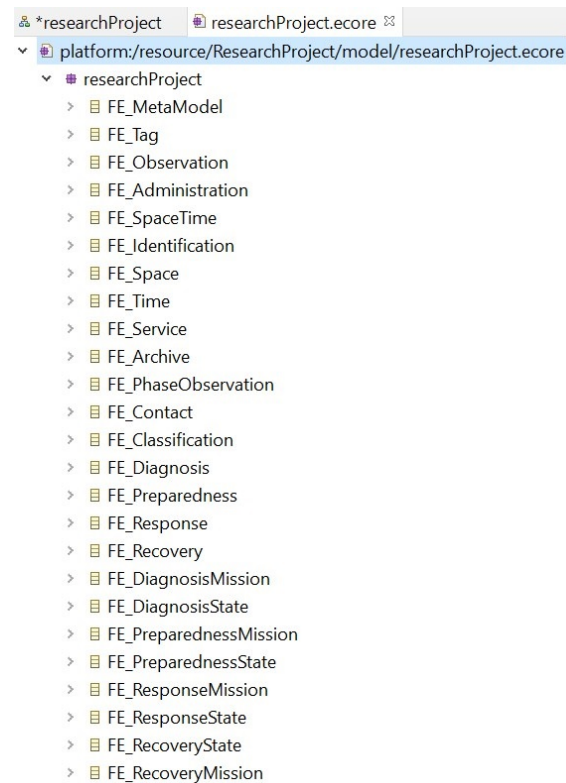 *researchProject researchProject.ecore
platform:/resource/ResearchProject/model/researchProject.ecore
researchProject
FE_MetaModel
FE_Tag
FE_Observation
FE_Administration
FE_SpaceTime
FE_Identification
FE_Space
FE_Time
FE_Service
FE_Archive
FE_PhaseObservation
FE_Contact
FE_Classification
FE_Diagnosis
FE_Preparedness
FE_Response
FE_Recovery
FE_DiagnosisMission
FE_DiagnosisState
FE_PreparednessMission
FE_PreparednessState
FE_ResponseMission
FE_ResponseState
FE_RecoveryState
FE_RecoveryMission